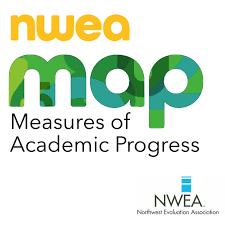 nwea
map
Measures of
Academic Progress
NWEA
Northwest Evaluation Association